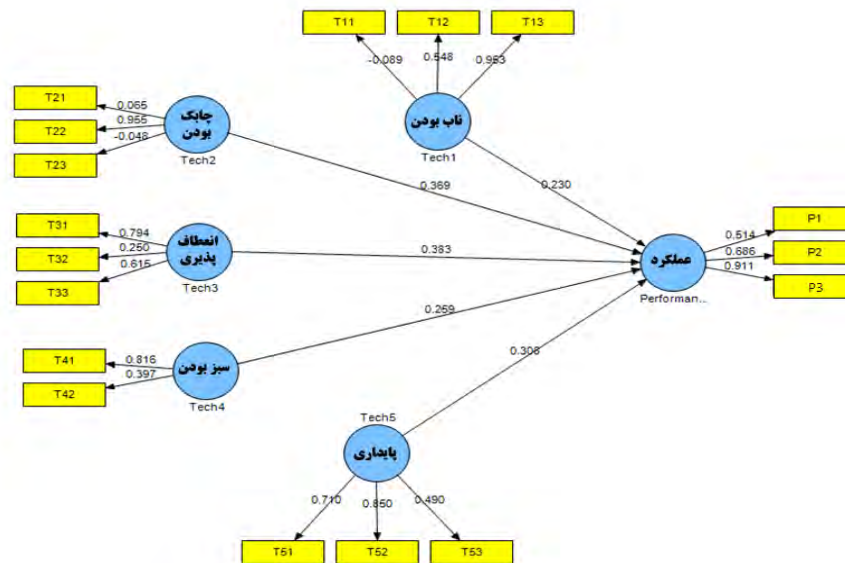 T11
T12
T13
-0.089
0.548
0.953
ناب بودن
Tech1
0.230
T21
T22
T23
0.065
0.955
-0.048
چابک
بودن
Tech2
0.369
T31
T32
T33
0.794
0.250
0.615
انعطاف
پذیری
Tech3
0.383
T41
T42
0.816
0.397
سبز بودن
Tech4
0.259
Tech5
پایداری
0.308
0.710
0.850
0.490
T51
T52
T53
عملکرد
Performan...
0.514
0.686
0.911
P1
P2
P3